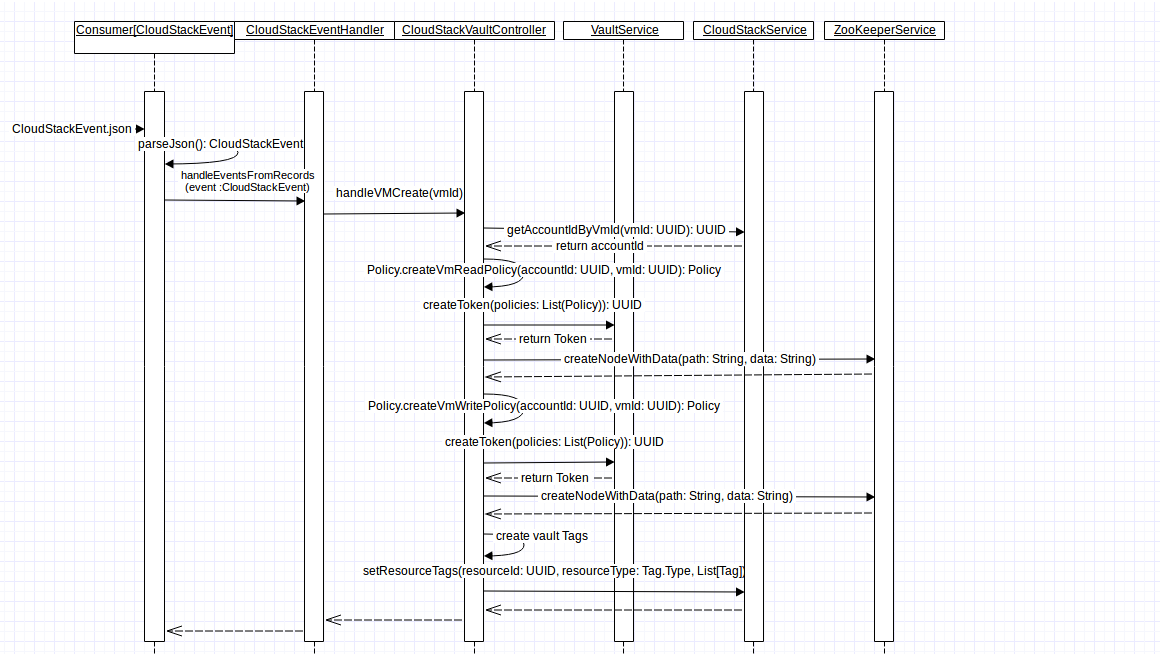 Consumer[CloudStackEvent]
CloudStackEventHandler
CloudStackVaultController
VaultService
CloudStackService
ZooKeeperService
CloudStackEvent.json
parseJson(): CloudStackEvent
handleEventsFromRecords
(event :CloudStackEvent)
handleVMCreate(vmId)
getAccountIdByVmId(vmId: UUID): UUID
return accountId
Policy.createVmReadPolicy(accountId: UUID, vmId: UUID): Policy
createToken(policies: List(Policy)): UUID
return Token
createNodeWithData(path: String, data: String)
Policy.createVmWritePolicy(accountId: UUID, vmId: UUID): Policy
createToken(policies: List(Policy)): UUID
return Token
createNodeWithData(path: String, data: String)
create vault Tags
setResourceTags(resourceId: UUID, resourceType: Tag.Type, List[Tag])